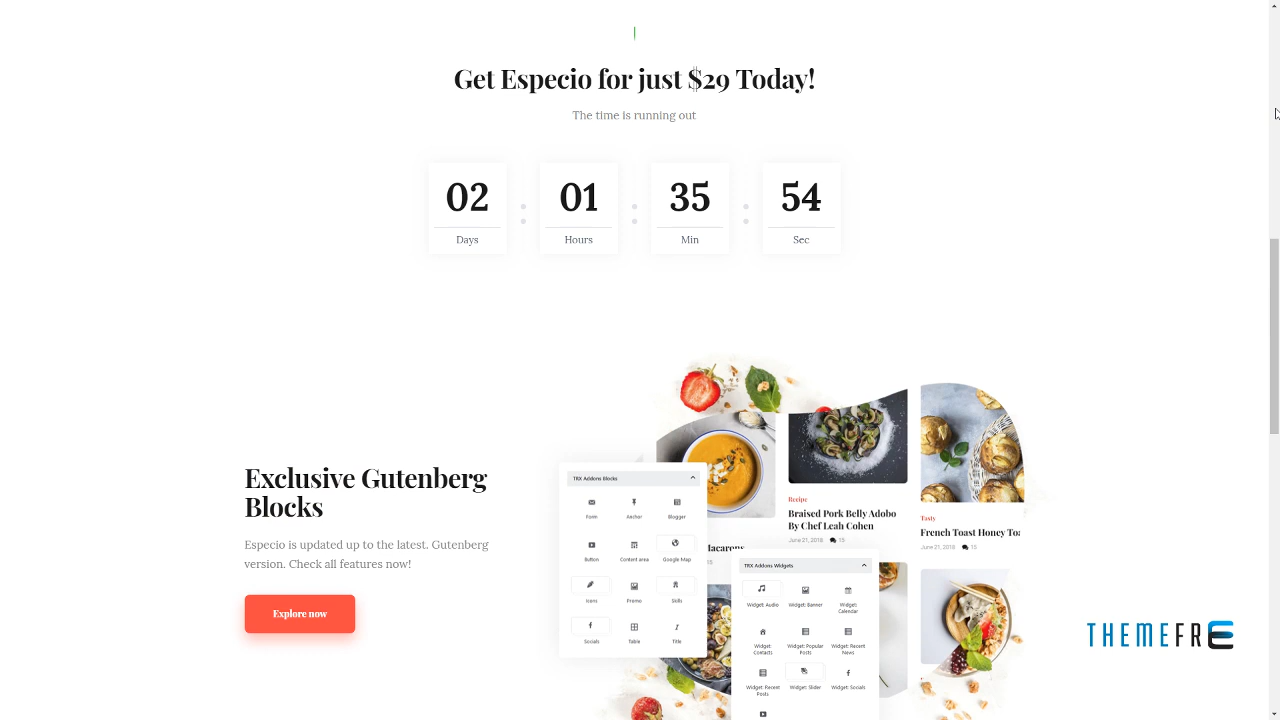 Get Especio for just $29 Today!
The time is running out
02 : 01 : 35 : 54
Days Hours Min Sec
Exclusive Gutenberg
Blocks
Especio is updated up to the latest. Gutenberg
version. Check all features now!
Explore now
TRX Addons Blocks
Form Anchor Blogger
Button Content area Google Map
Icons Promo Skills
Socials Table Title
Macarons
15
Recipe
Braised Pork Belly Adobo
By Chef Leah Cohen
June 21, 2018 15
Tasty
French Toast Honey To
June 21, 2018 15
TRX Addons Widgets
Widget: Audio Widget: Banner Widget: Calendar
Widget: Contacts Widget: Popular Posts Widget: Recent News
Widget: Recent Posts Widget: Slider Widget: Socials
THEMEFRE